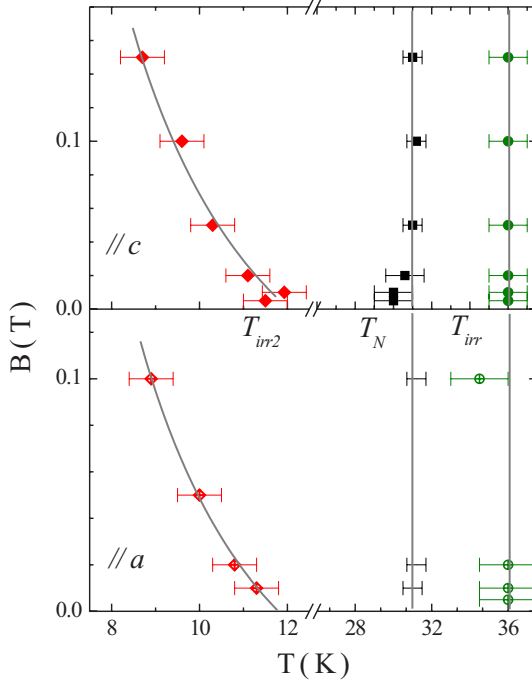 0.1
// c
0.0
T_irr2 T_N T_irr
B(T)
0.1
// a
0.0
8 10 12 28 32 36
T(K)